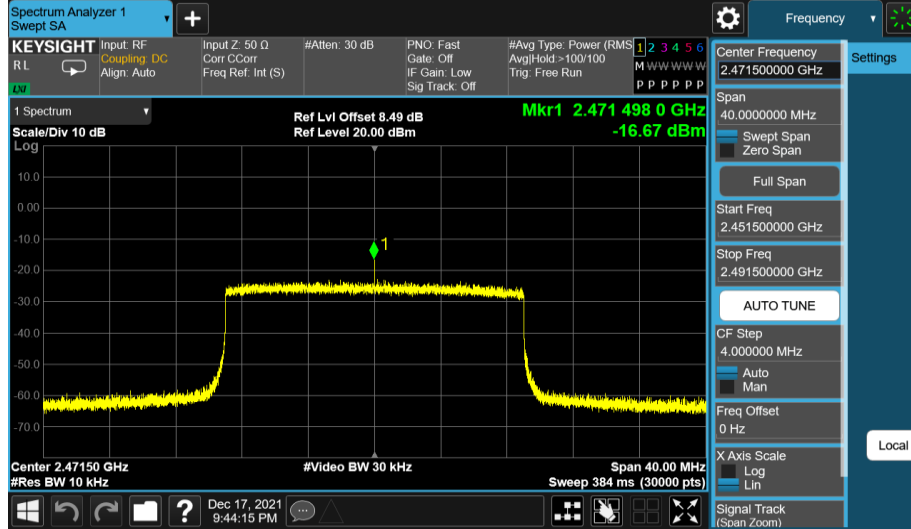 Spectrum Analyzer 1
Swept SA
+
Frequency
KEYSIGHT
R L
LXI
Input: RF
Coupling: DC
Align: Auto
Input Z: 50 Ω
Corr CCorr
Freq Ref: Int (S)
#Atten: 30 dB
PNO: Fast
Gate: Off
IF Gain: Low
Sig Track: Off
#Avg Type: Power (RMS
Avg|Hold:>100/100
Trig: Free Run
1 2 3 4 5 6
M W W W W W
P P P P P P
1 Spectrum
Scale/Div 10 dB
Log
Ref Lvl Offset 8.49 dB
Ref Level 20.00 dBm
Mkr1 2.471 498 0 GHz
-16.67 dBm
10.0
0.00
-10.0
-20.0
-30.0
-40.0
-50.0
-60.0
-70.0
1
Center 2.47150 GHz
#Res BW 10 kHz
#Video BW 30 kHz
Span 40.00 MHz
Sweep 384 ms (30000 pts)
Center Frequency
2.471500000 GHz
Span
40.0000000 MHz
Swept Span
Zero Span
Full Span
Start Freq
2.451500000 GHz
Stop Freq
2.491500000 GHz
AUTO TUNE
CF Step
4.000000 MHz
Auto
Man
Freq Offset
0 Hz
X Axis Scale
Log
Lin
Signal Track
(Span Zoom)
Settings
Local
?
Dec 17, 2021
9:44:15 PM